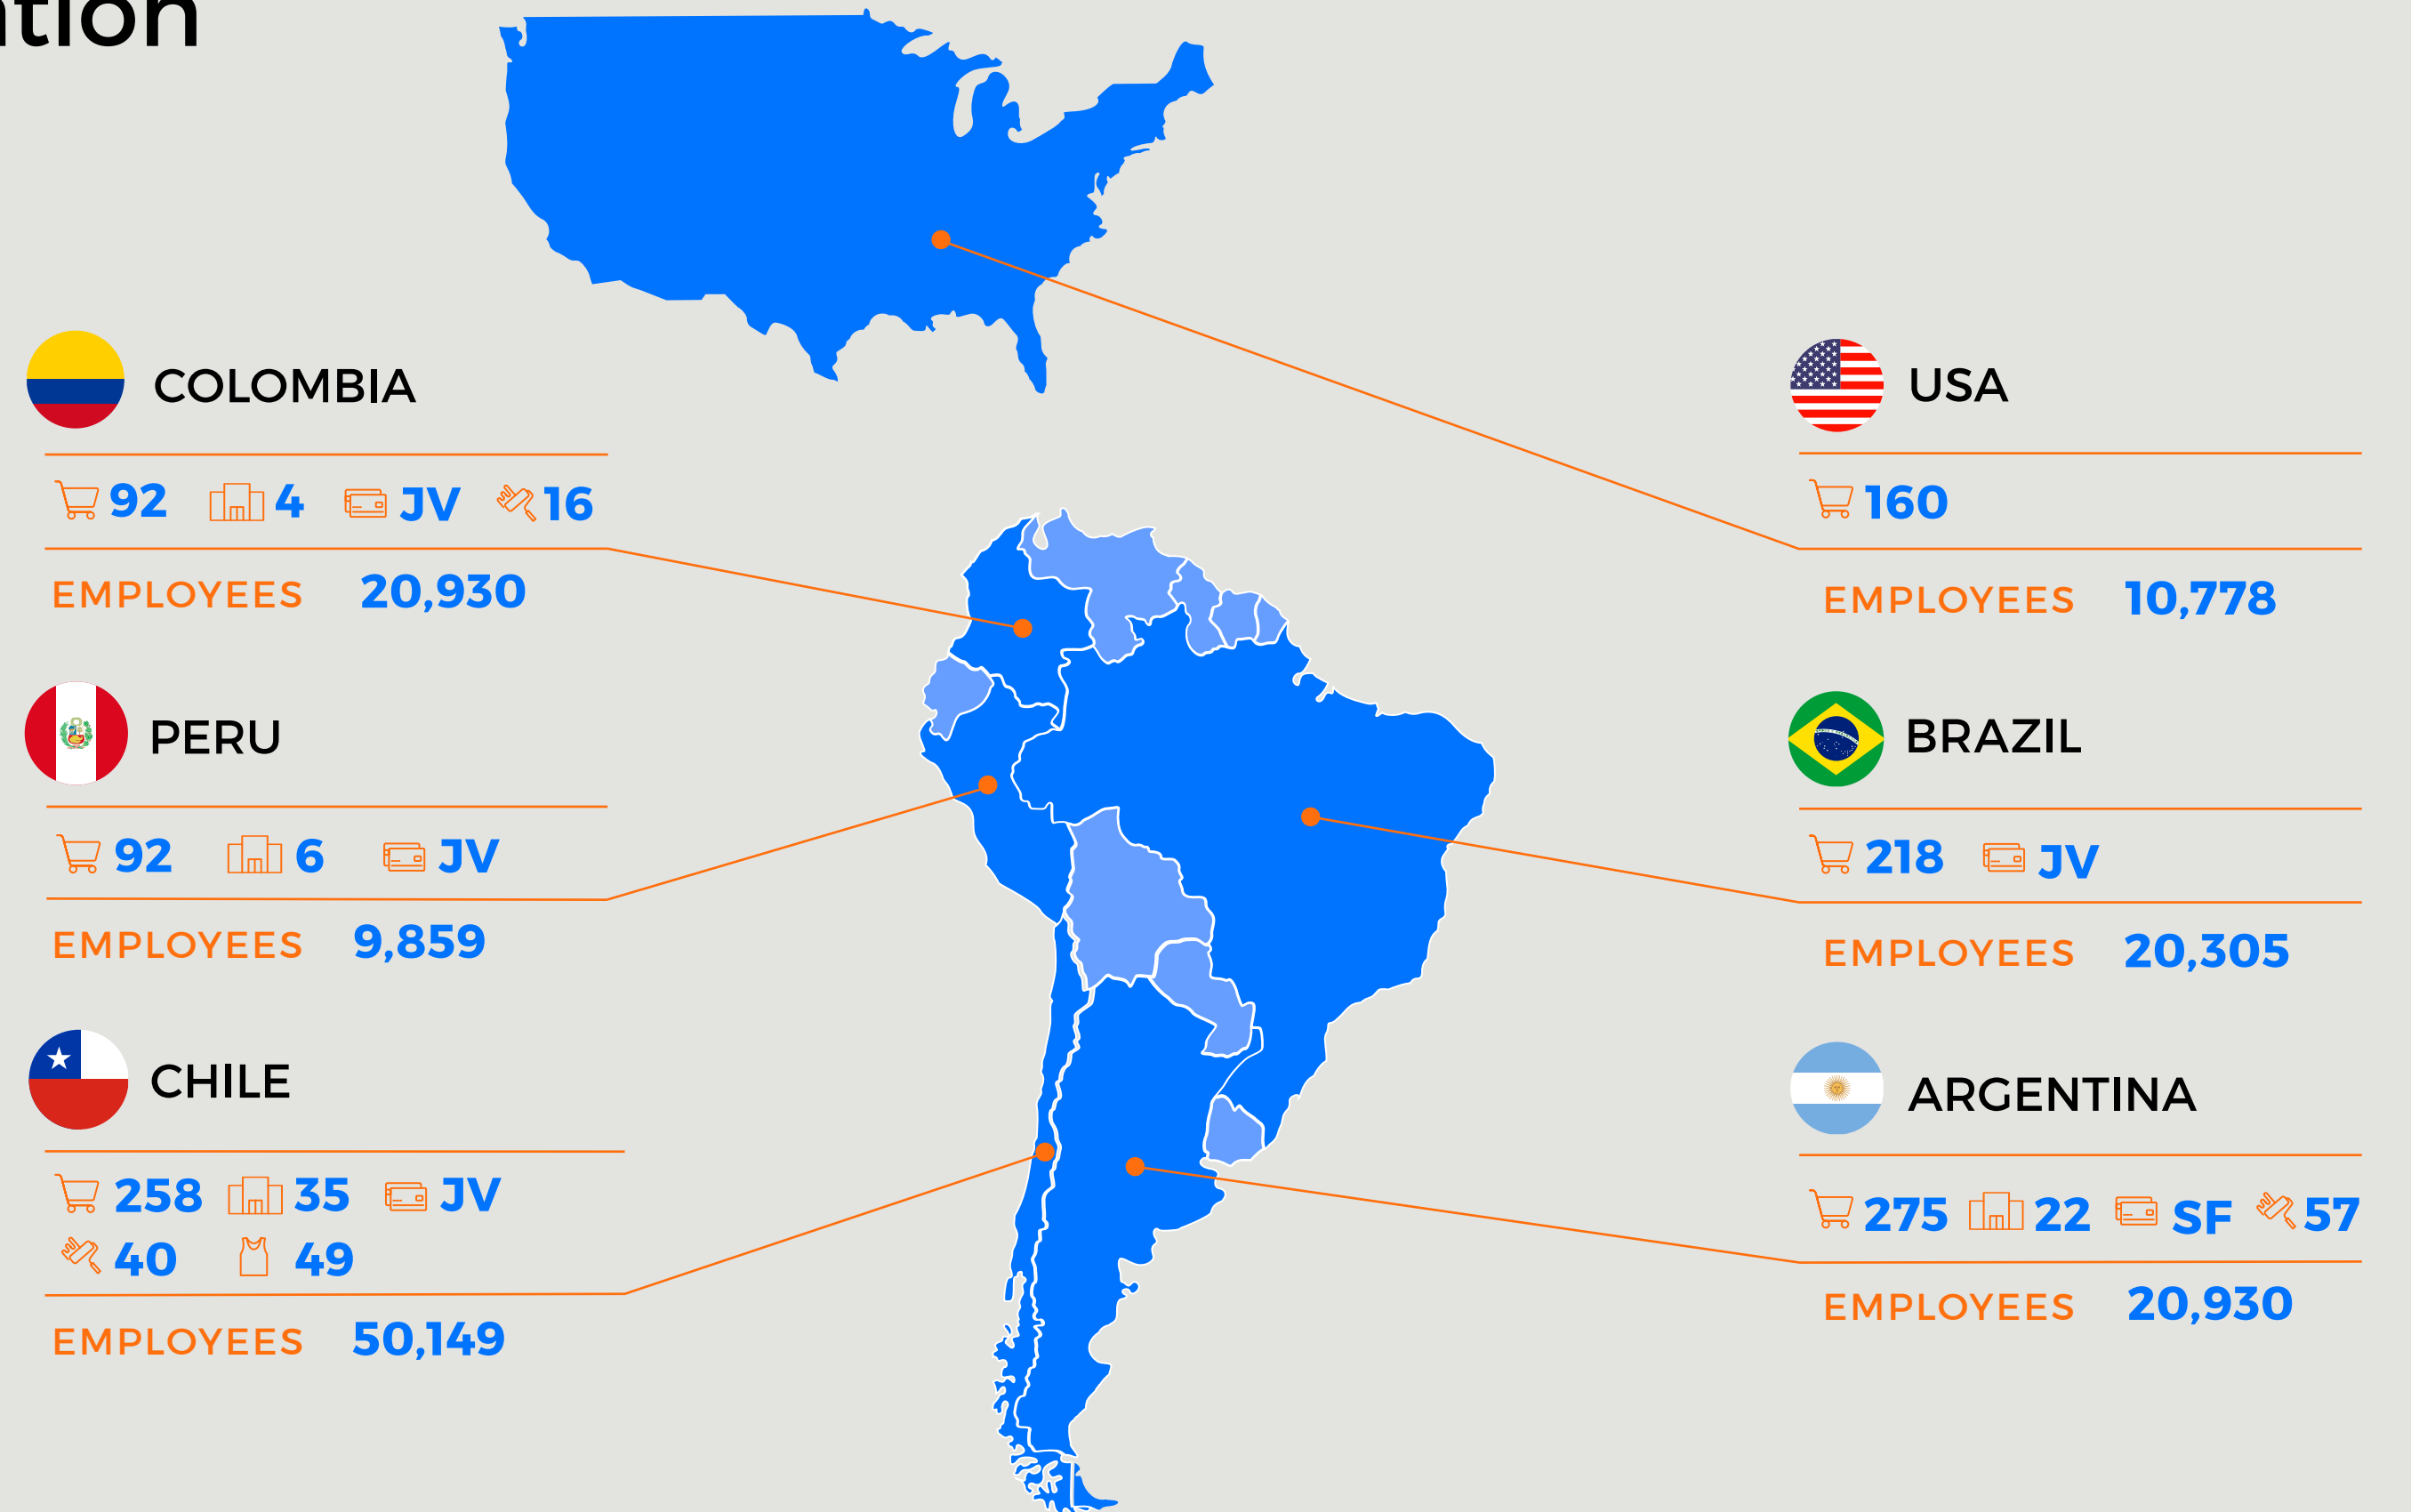 tion
COLOMBIA
92 4 JV 16
EMPLOYEES 20,930
PERU
92 6 JV
EMPLOYEES 9,859
CHILE
258 35 JV
40 49
EMPLOYEES 50,149
USA
160
EMPLOYEES 10,778
BRAZIL
218 JV
EMPLOYEES 20,305
ARGENTINA
275 22 SF 57
EMPLOYEES 20,930